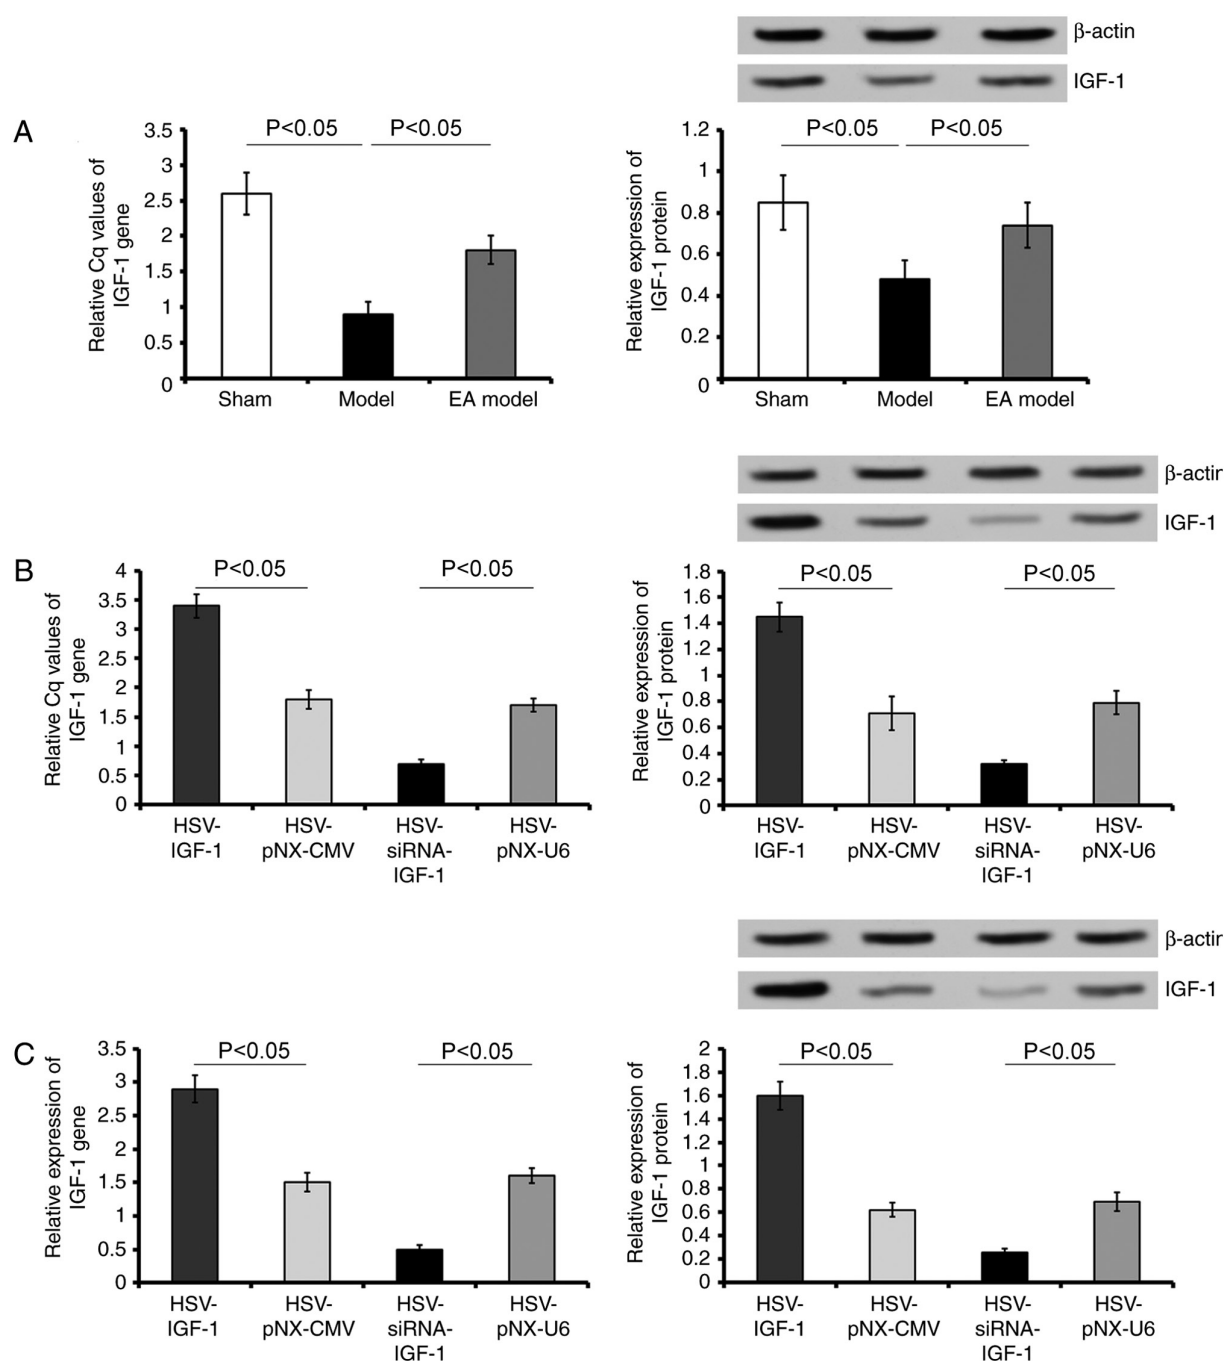 β-actin
IGF-1
A
Relative Cq values of
IGF-1 gene
3.5
3
2.5
2
1.5
1
0.5
0
P<0.05
P<0.05
Sham
Model
EA model
Relative expression of
IGF-1 protein
1.2
1
0.8
0.6
0.4
0.2
0
P<0.05
P<0.05
Sham
Model
EA model
β-actin
IGF-1
B
Relative Cq values of
IGF-1 gene
4
3.5
3
2.5
2
1.5
1
0.5
0
P<0.05
P<0.05
HSV-
IGF-1
HSV-
pNX-CMV
HSV-
siRNA-
IGF-1
HSV-
pNX-U6
Relative expression of
IGF-1 protein
1.8
1.6
1.4
1.2
1
0.8
0.6
0.4
0.2
0
P<0.05
P<0.05
HSV-
IGF-1
HSV-
pNX-CMV
HSV-
siRNA-
IGF-1
HSV-
pNX-U6
β-actin
IGF-1
C
Relative expression of
IGF-1 gene
3.5
3
2.5
2
1.5
1
0.5
0
P<0.05
P<0.05
HSV-
IGF-1
HSV-
pNX-CMV
HSV-
siRNA-
IGF-1
HSV-
pNX-U6
Relative expression of
IGF-1 protein
2
1.8
1.6
1.4
1.2
1
0.8
0.6
0.4
0.2
0
P<0.05
P<0.05
HSV-
IGF-1
HSV-
pNX-CMV
HSV-
siRNA-
IGF-1
HSV-
pNX-U6